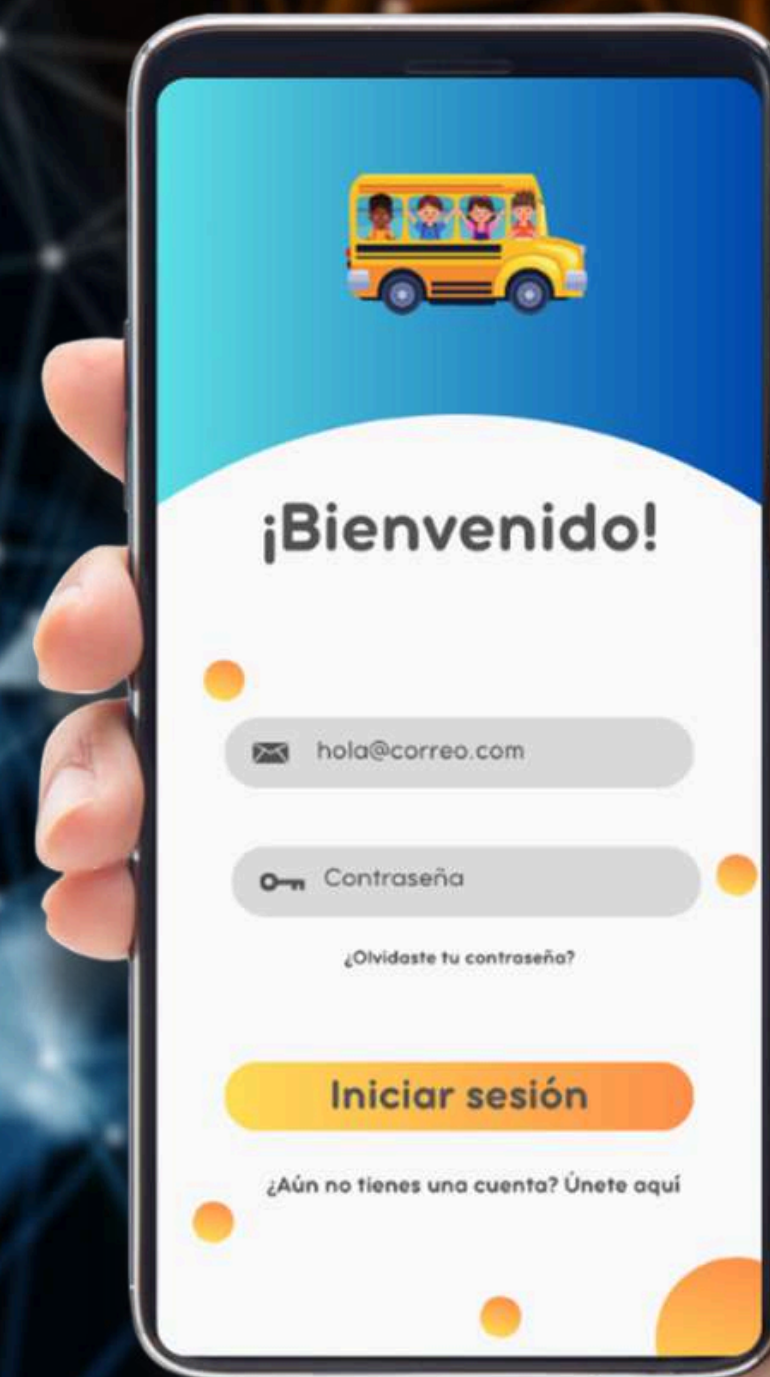 ¡Bienvenido!
hola@correo.com
Contraseña
¿Olvidaste tu contraseña?
Iniciar sesión
¿Aún no tienes una cuenta? Únete aquí